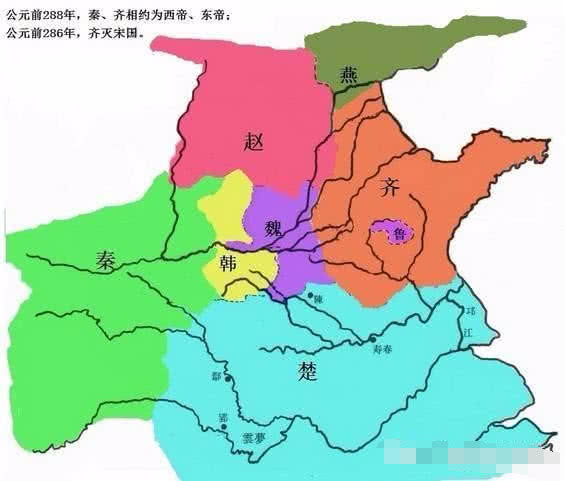 公元前288年，秦、齐相约为西帝、东帝；
公元前286年，齐灭宋国。
燕
赵
齐
魏
鲁
秦
韩
陳
邗
江
寿春
楚
鄢
郢
雲夢